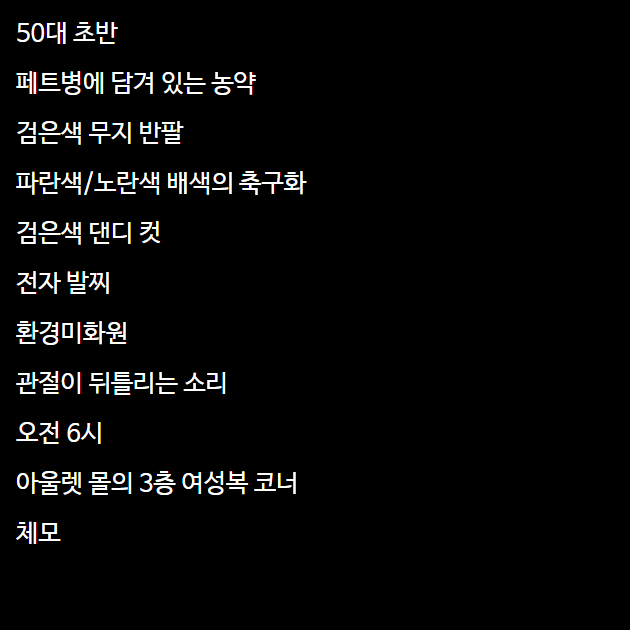 50대 초반
페트병에 담겨 있는 농약
검은색 무지 반팔
파란색/노란색 배색의 축구화
검은색 댄디 컷
전자 발찌
환경미화원
관절이 뒤틀리는 소리
오전 6시
아울렛 몰의 3층 여성복 코너
체모